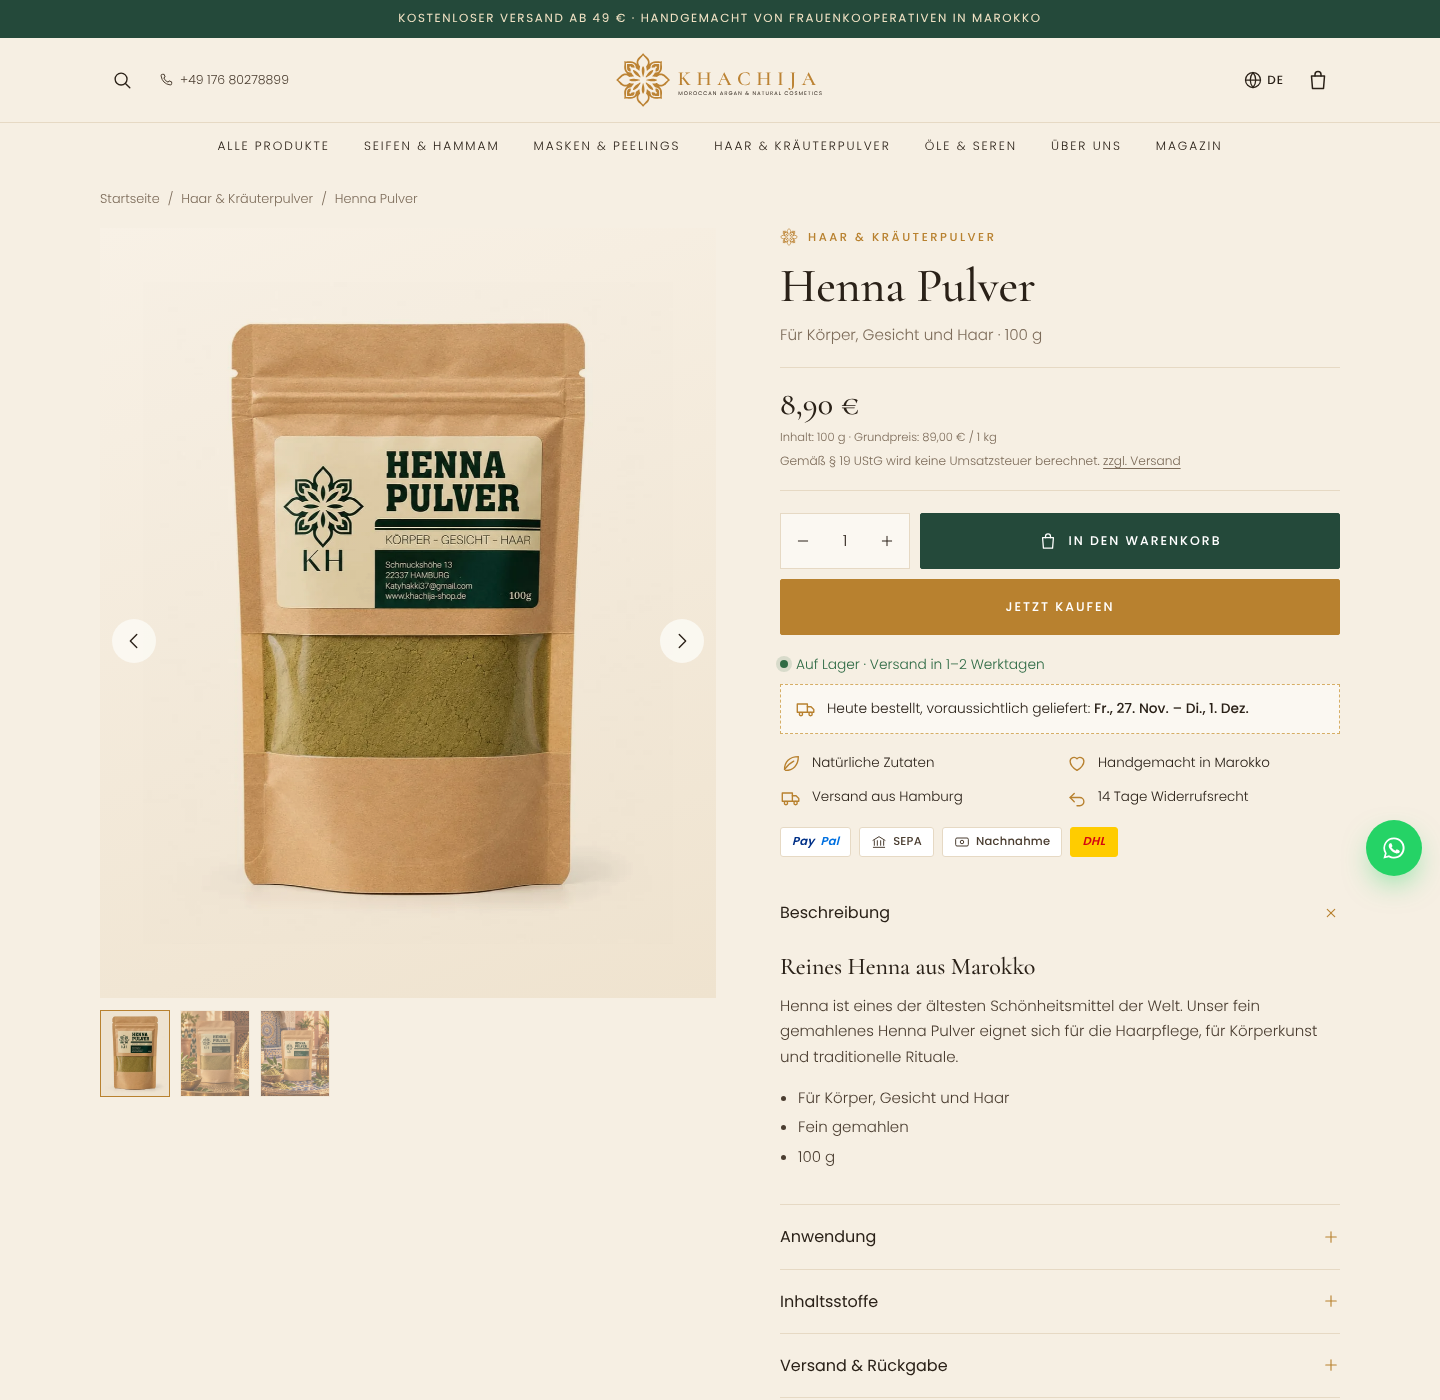 KOSTENLOSER VERSAND AB 49 € · HANDGEMACHT VON FRAUENKOOPERATIVEN IN MAROKKO
+49 176 80278899
KHACHIJA
MOROCCAN ARGAN & NATURAL COSMETICS
DE
ALLE PRODUKTE
SEIFEN & HAMMAM
MASKEN & PEELINGS
HAAR & KRÄUTERPULVER
ÖLE & SEREN
ÜBER UNS
MAGAZIN
Startseite / Haar & Kräuterpulver / Henna Pulver
HENNA
PULVER
KÖRPER - GESICHT - HAAR
KH
Schmuckshöhe 13
22337 HAMBURG
Katyhakki37@gmail.com
www.khachija-shop.de
100g
HAAR & KRÄUTERPULVER
Henna Pulver
Für Körper, Gesicht und Haar · 100 g
8,90 €
Inhalt: 100 g · Grundpreis: 89,00 € / 1 kg
Gemäß § 19 UStG wird keine Umsatzsteuer berechnet. zzgl. Versand
1
IN DEN WARENKORB
JETZT KAUFEN
Auf Lager · Versand in 1–2 Werktagen
Heute bestellt, voraussichtlich geliefert: Fr., 27. Nov. – Di., 1. Dez.
Natürliche Zutaten
Handgemacht in Marokko
Versand aus Hamburg
14 Tage Widerrufsrecht
Pay Pal
SEPA
Nachnahme
DHL
Beschreibung
Reines Henna aus Marokko
Henna ist eines der ältesten Schönheitsmittel der Welt. Unser fein
gemahlenes Henna Pulver eignet sich für die Haarpflege, für Körperkunst
und traditionelle Rituale.
Für Körper, Gesicht und Haar
Fein gemahlen
100 g
Anwendung
Inhaltsstoffe
Versand & Rückgabe